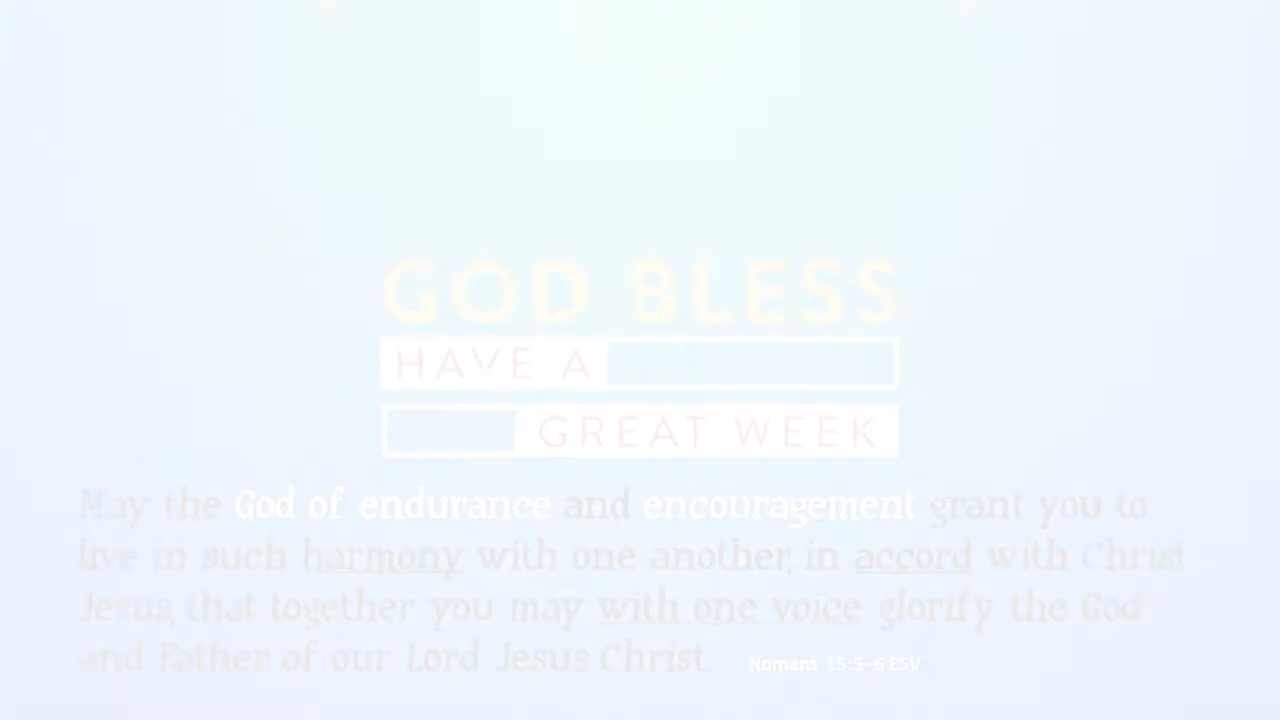 GOD BLESS
HAVE A
GREAT WEEK
May the God of endurance and encouragement grant you to
live in such harmony with one another, in accord with Christ
Jesus, that together you may with one voice glorify the God
and Father of our Lord Jesus Christ. Romans 15:5–6 ESV